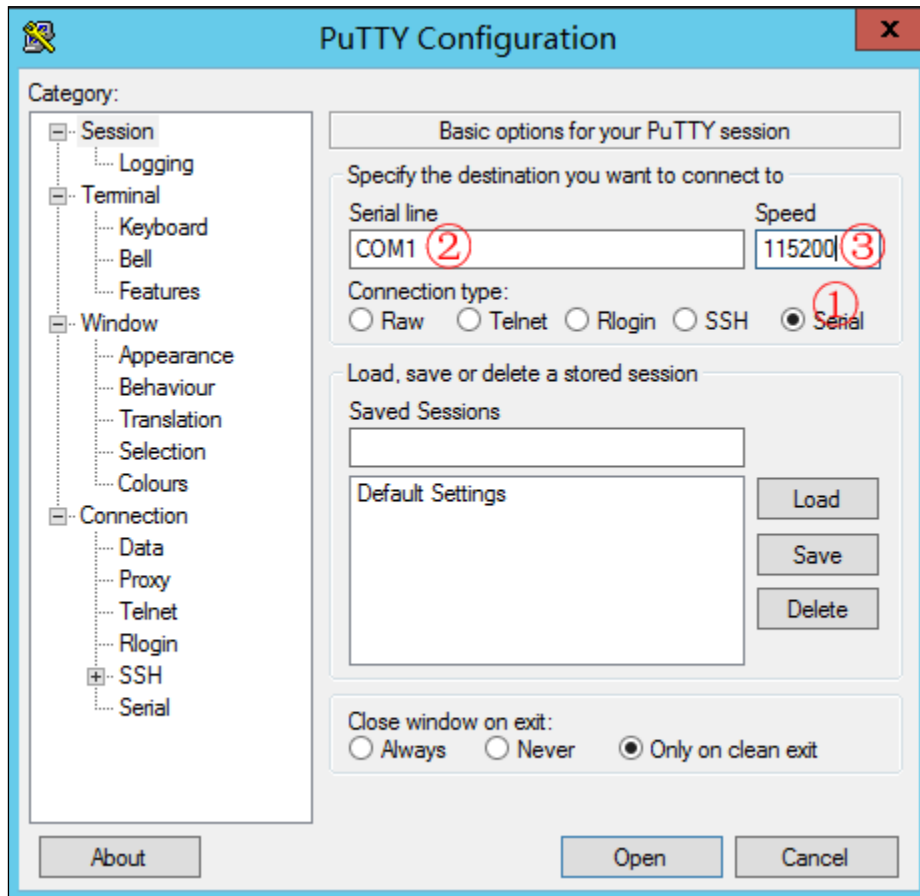 PuTTY Configuration
x
Category:
Session
Logging
Terminal
Keyboard
Bell
Features
Window
Appearance
Behaviour
Translation
Selection
Colours
Connection
Data
Proxy
Telnet
Rlogin
SSH
Serial
Basic options for your PuTTY session
Specify the destination you want to connect to
Serial line Speed
COM1 ② 115200 ③
Connection type: ①
Raw Telnet Rlogin SSH Serial
Load, save or delete a stored session
Saved Sessions
Default Settings
Load
Save
Delete
Close window on exit:
Always Never Only on clean exit
About Open Cancel